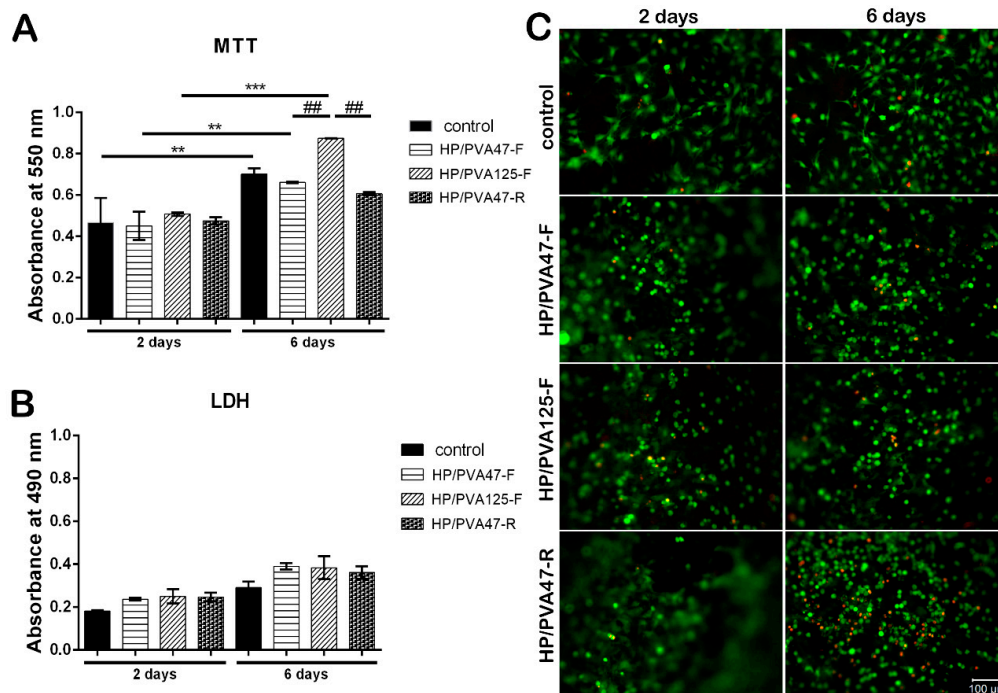 A
MTT
Absorbance at 550 nm
1.0
0.8
0.6
0.4
0.2
0.0
**
**
***
##
##
control
HP/PVA47-F
HP/PVA125-F
HP/PVA47-R
2 days
6 days
B
LDH
Absorbance at 490 nm
1.0
0.8
0.6
0.4
0.2
0.0
control
HP/PVA47-F
HP/PVA125-F
HP/PVA47-R
2 days
6 days
C
2 days
6 days
control
HP/PVA47-F
HP/PVA125-F
HP/PVA47-R
100